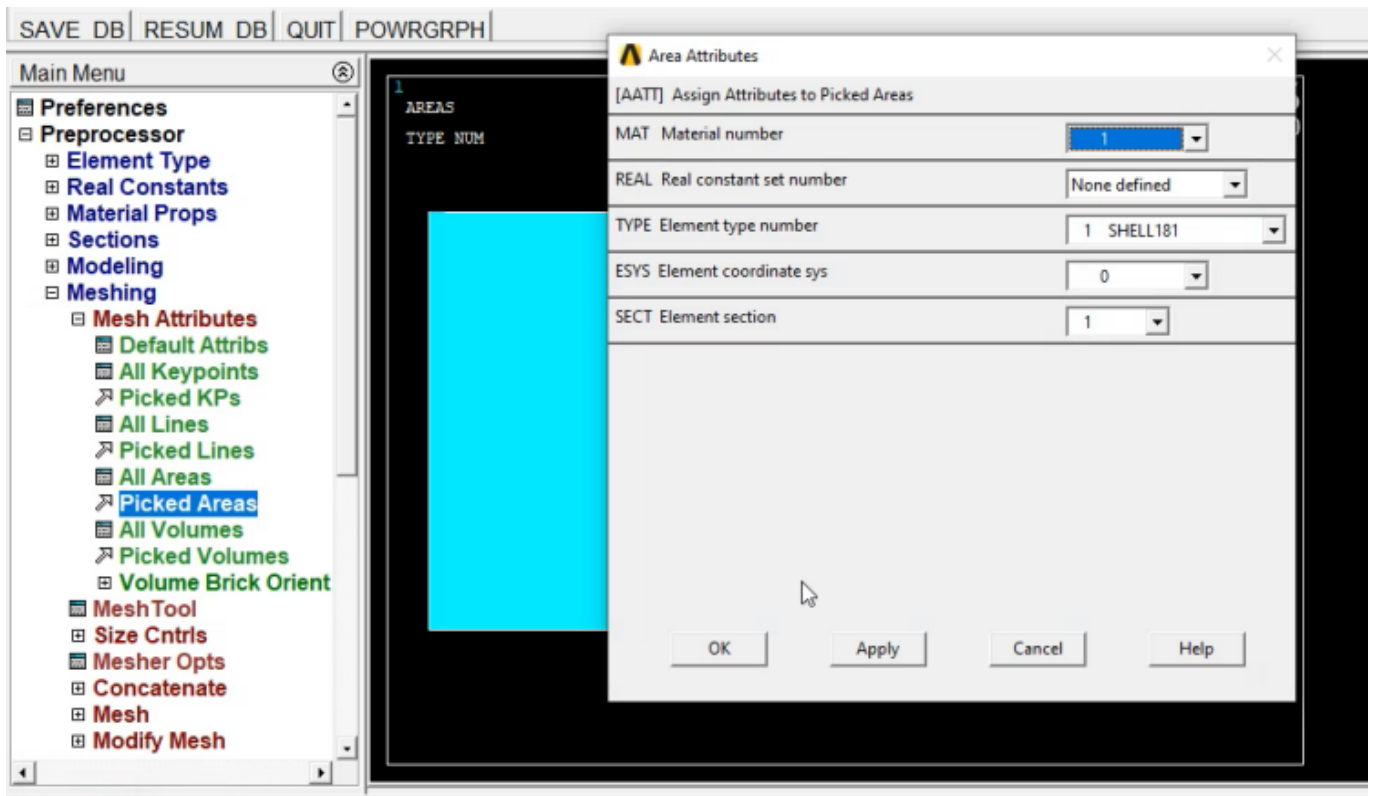 SAVE_DB RESUM_DB QUIT POWRGRPH
Main Menu
Preferences
Preprocessor
Element Type
Real Constants
Material Props
Sections
Modeling
Meshing
Mesh Attributes
Default Attribs
All Keypoints
Picked KPs
All Lines
Picked Lines
All Areas
Picked Areas
All Volumes
Picked Volumes
Volume Brick Orient
MeshTool
Size Cntrls
Mesher Opts
Concatenate
Mesh
Modify Mesh
1
AREAS
TYPE NUM
Area Attributes
[AATT] Assign Attributes to Picked Areas
MAT Material number 1
REAL Real constant set number None defined
TYPE Element type number 1 SHELL181
ESYS Element coordinate sys 0
SECT Element section 1
OK Apply Cancel Help